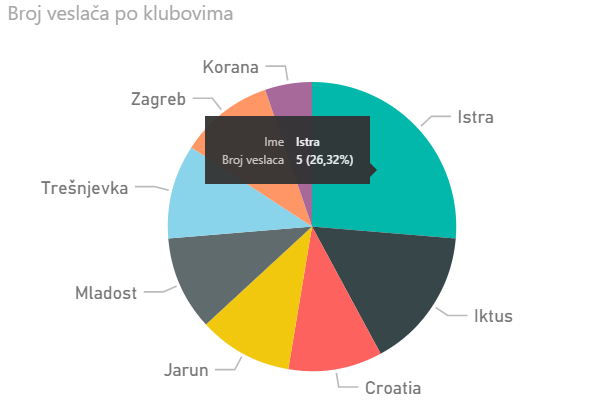 Broj veslača po klubovima
Korana
Zagreb
Istra
Ime Istra
Broj veslaca 5 (26,32%)
Trešnjevka
Mladost
Iktus
Jarun
Croatia